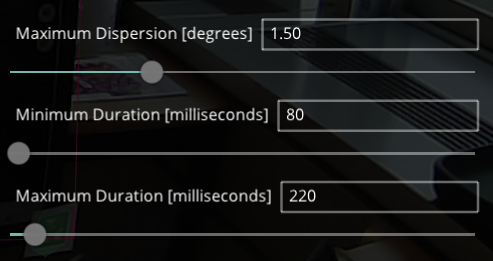 Maximum Dispersion [degrees] 1.50
Minimum Duration [milliseconds] 80
Maximum Duration [milliseconds] 220